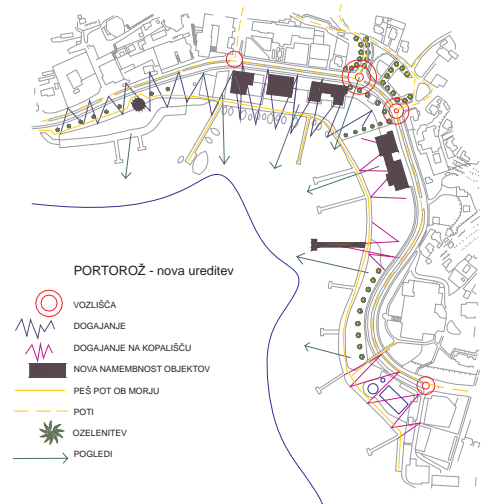 PORTOROŽ - nova ureditev
VOZLIŠČA
DOGAJANJE
DOGAJANJE NA KOPALIŠČU
NOVA NAMEMBNOST OBJEKTOV
PEŠ POT OB MORJU
POTI
OZELENITEV
POGLEDI